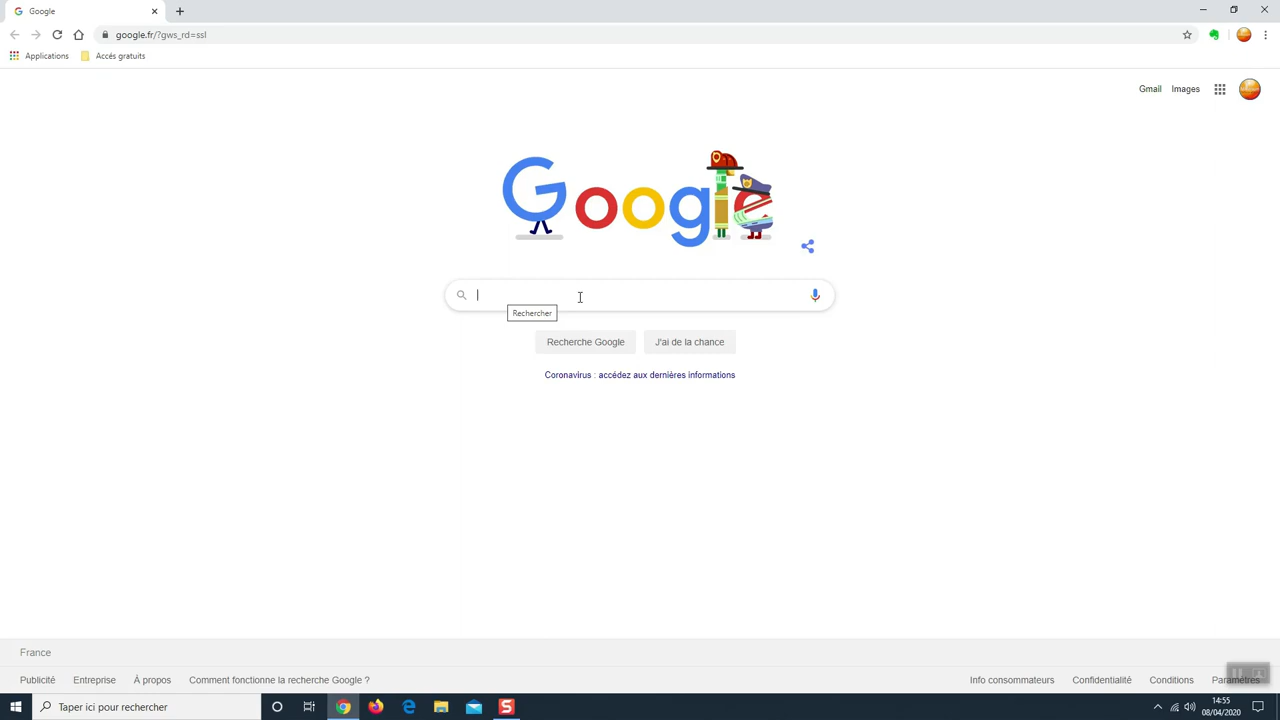 Google
google.fr/?gws_rd=ssl
Applications
Accés gratuits
Gmail
Images
Google
Rechercher
Recherche Google
J'ai de la chance
Coronavirus : accédez aux dernières informations
France
Publicité
Entreprise
À propos
Comment fonctionne la recherche Google ?
Info consommateurs
Confidentialité
Conditions
Paramètres
Taper ici pour rechercher
14:55
08/04/2020